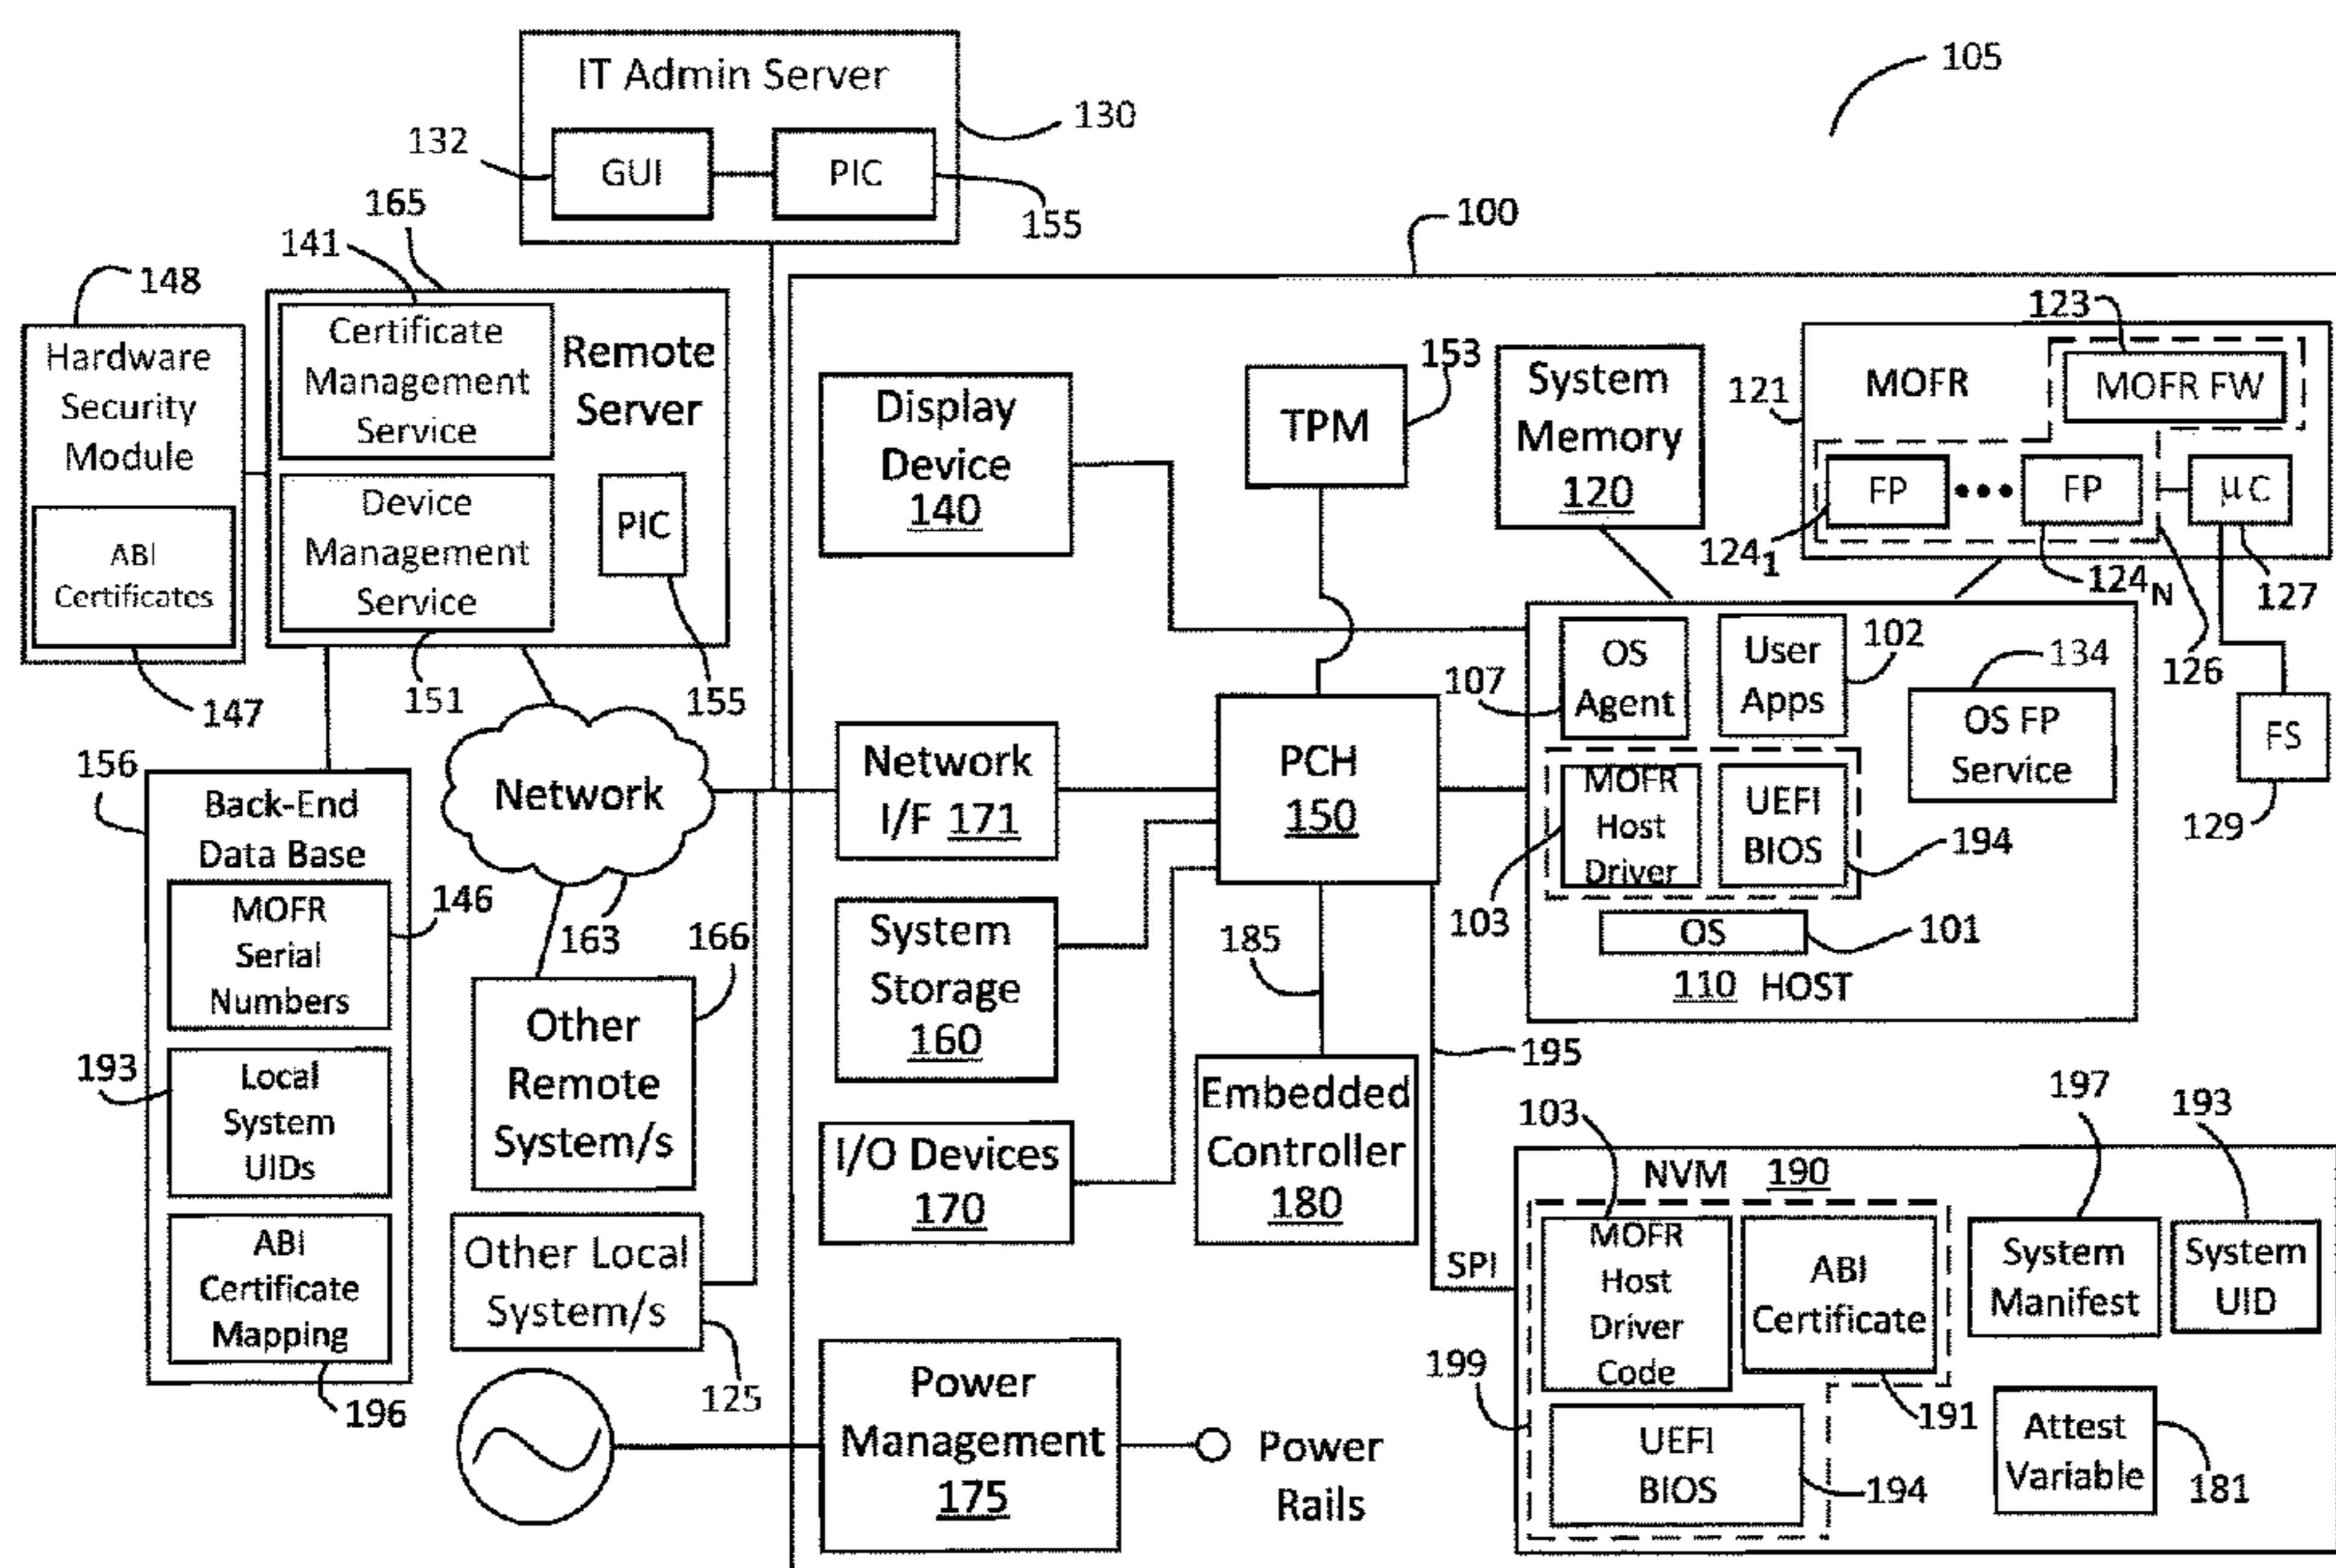 105
IT Admin Server
130
132
GUI
PIC
155
165
141
148
Hardware
Security
Module
ABI
Certificates
147
Certificate
Management
Service
Remote
Server
Device
Management
Service
PIC
151
155
156
Back-End
Data Base
MOFR
Serial
Numbers
146
193
Local
System
UIDs
ABI
Certificate
Mapping
196
Network
163
166
Other
Remote
System/s
Other Local
System/s
125
100
Display
Device
140
TPM
153
System
Memory
120
123
121
MOFR
MOFR FW
FP
FP
μC
124₁
124 N
127
126
FS
129
Network
I/F 171
PCH
150
107
OS
Agent
User
Apps
102
134
OS FP
Service
MOFR
Host
Driver
UEFI
BIOS
194
103
OS
101
110 HOST
System
Storage
160
185
195
I/O Devices
170
Embedded
Controller
180
SPI
103
197
193
NVM 190
MOFR
Host
Driver
Code
ABI
Certificate
System
Manifest
System
UID
199
191
UEFI
BIOS
194
Attest
Variable
181
Power
Management
175
Power
Rails